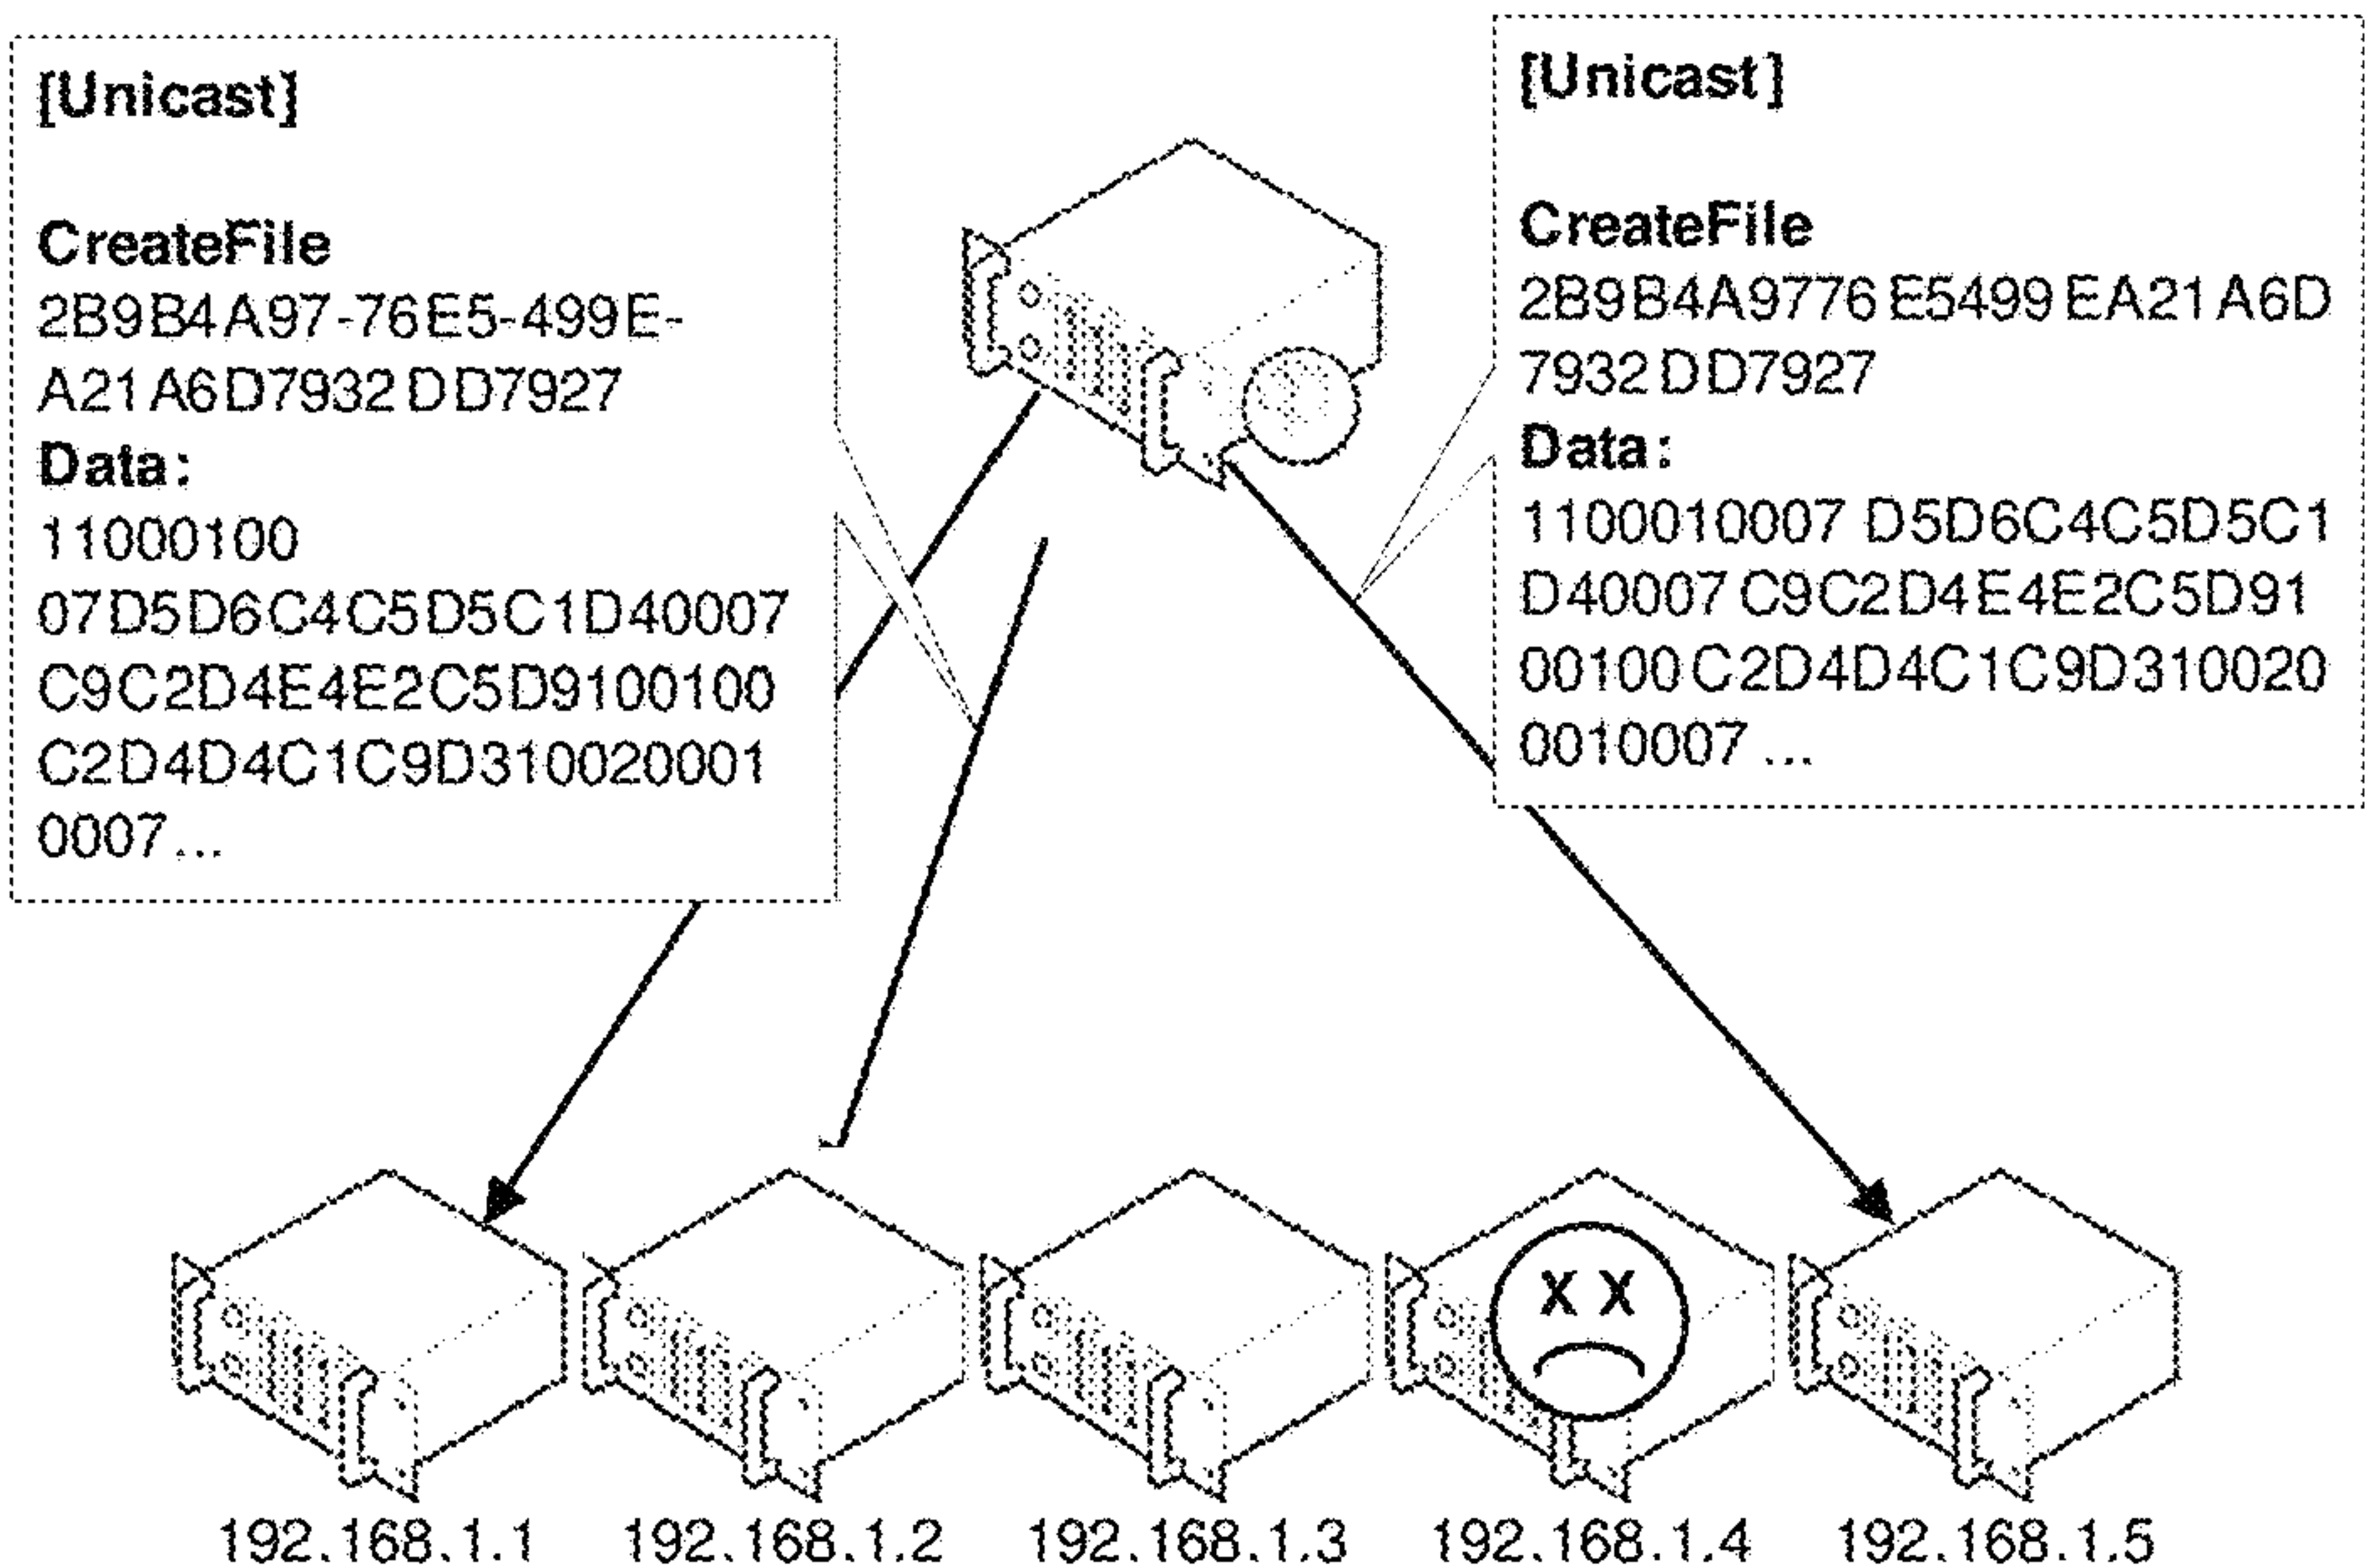 [Unicast]
CreateFile
2B9B4A97-76E5-499E-
A21A6D7932DD7927
Data:
11000100
07D5D6C4C5D5C1D40007
C9C2D4E4E2C5D9100100
C2D4D4C1C9D310020001
0007...
[Unicast]
CreateFile
2B9B4A9776E5499EA21A6D
7932DD7927
Data:
1100010007D5D6C4C5D5C1
D40007C9C2D4E4E2C5D91
00100C2D4D4C1C9D310020
0010007...
X X
192.168.1.1
192.168.1.2
192.168.1.3
192.168.1.4
192.168.1.5